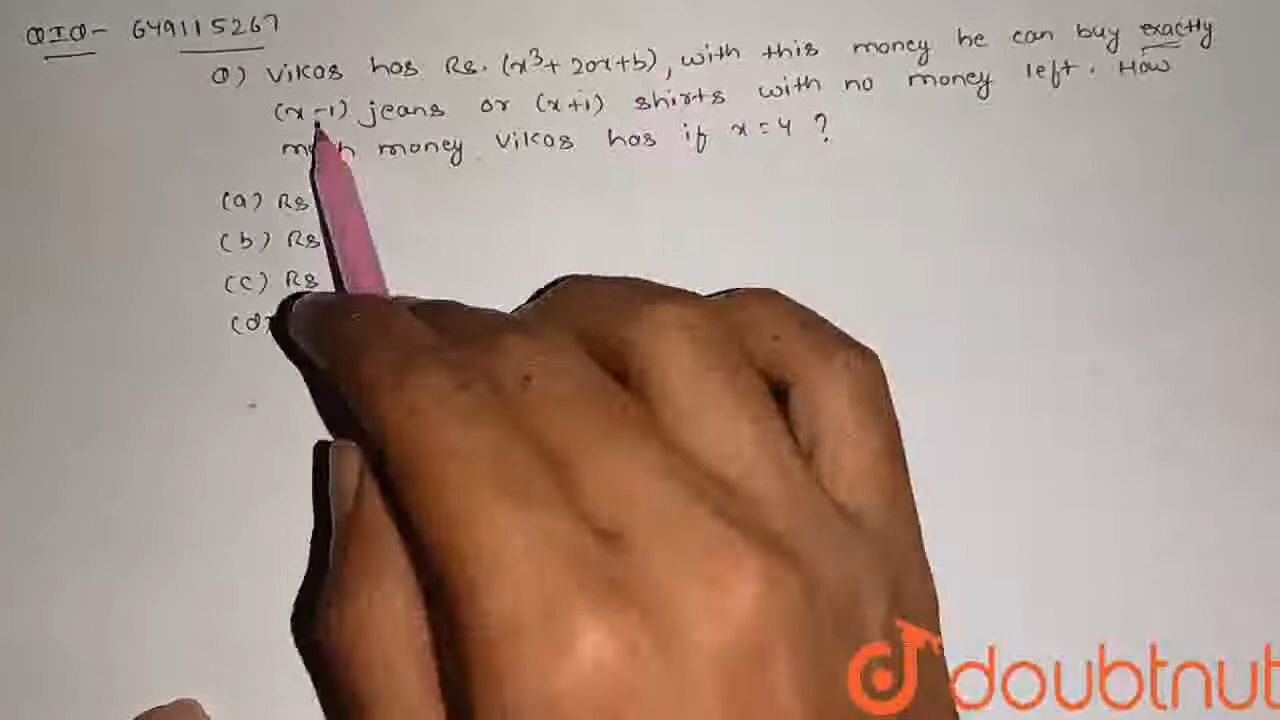 QID- 649115267
Q) Vikas has Rs. (x³+ 20x+b), with this money he can buy exactly
(x-1) jeans or (x+1) shirts with no money left. How
money Vikas has if x=4 ?
(a) Rs
(b) Rs
(c) Rs
(d)
doubtnut